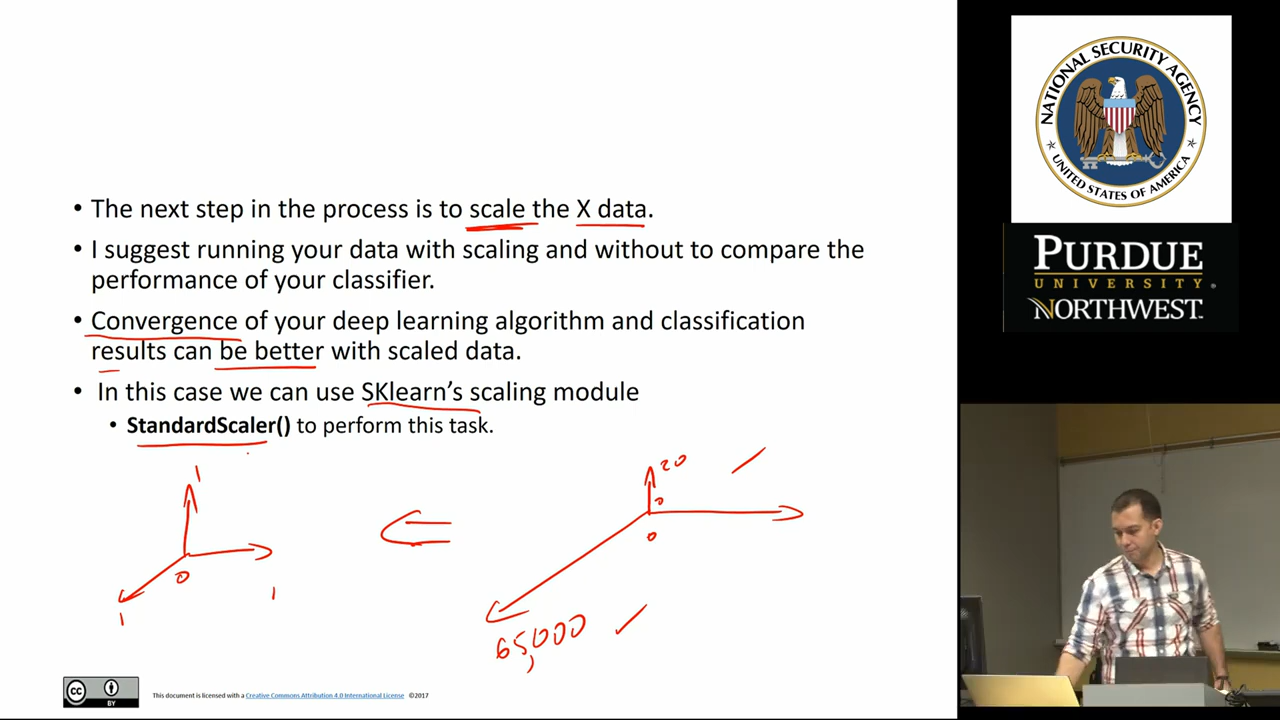 • The next step in the process is to scale the X data.
• I suggest running your data with scaling and without to compare the
performance of your classifier.
• Convergence of your deep learning algorithm and classification
results can be better with scaled data.
• In this case we can use SKlearn's scaling module
• StandardScaler() to perform this task.
1
0
1
1
20
0
0
65,000
cc
BY
This document is licensed with a Creative Commons Attribution 4.0 International License ©2017
NATIONAL SECURITY AGENCY
UNITED STATES OF AMERICA
PURDUE
UNIVERSITY
NORTHWEST